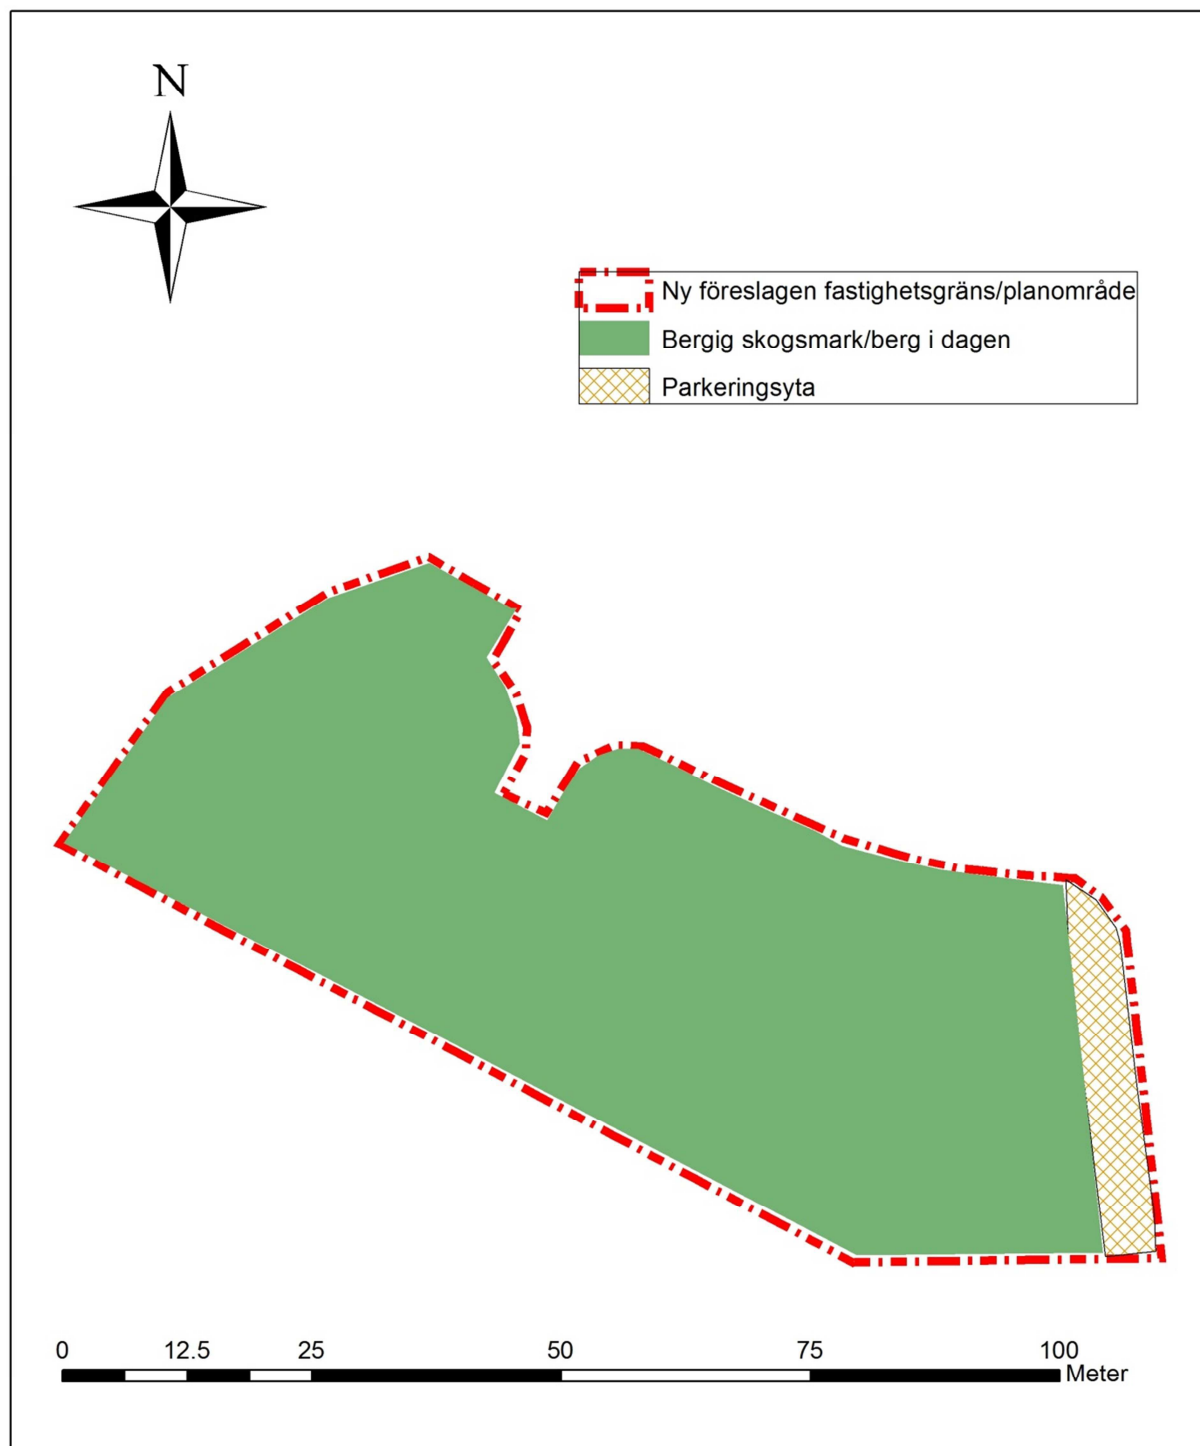 N
Ny föreslagen fastighetsgräns/planområde
Bergig skogsmark/berg i dagen
Parkeringsyta
0 12.5 25 50 75 100
Meter